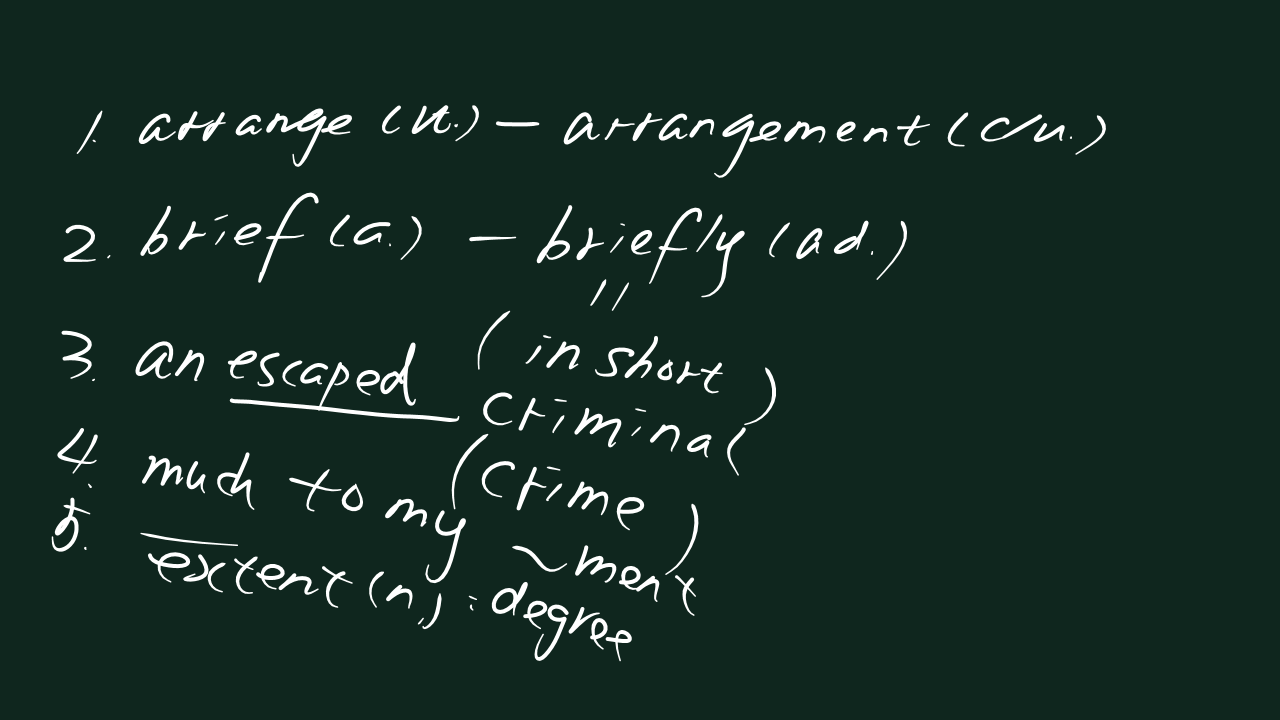 1. arrange (vt.) — arrangement (c/u.)
2. brief (a.) — briefly (ad.)
〃
(in short)
3. an escaped criminal
(crime)
4. much to my ~ment
5. extent (n.) : degree